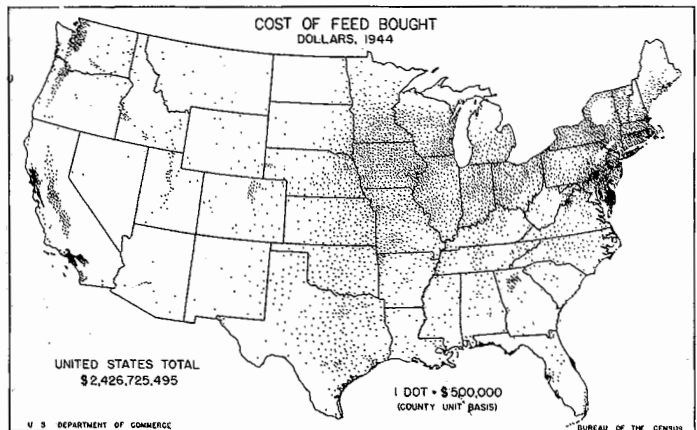 COST OF FEED BOUGHT
DOLLARS, 1944
UNITED STATES TOTAL
$2,426,725,495
1 DOT = $500,000
(COUNTY UNIT BASIS)
U S DEPARTMENT OF COMMERCE
BUREAU OF THE CENSUS